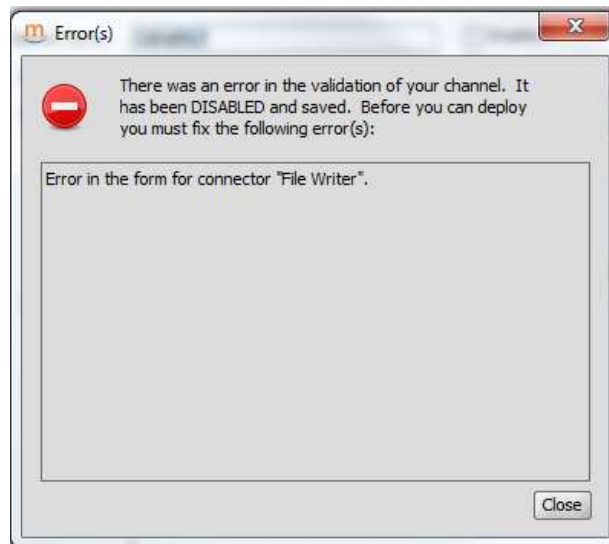 Error(s)
There was an error in the validation of your channel. It
has been DISABLED and saved. Before you can deploy
you must fix the following error(s):
Error in the form for connector "File Writer".
Close